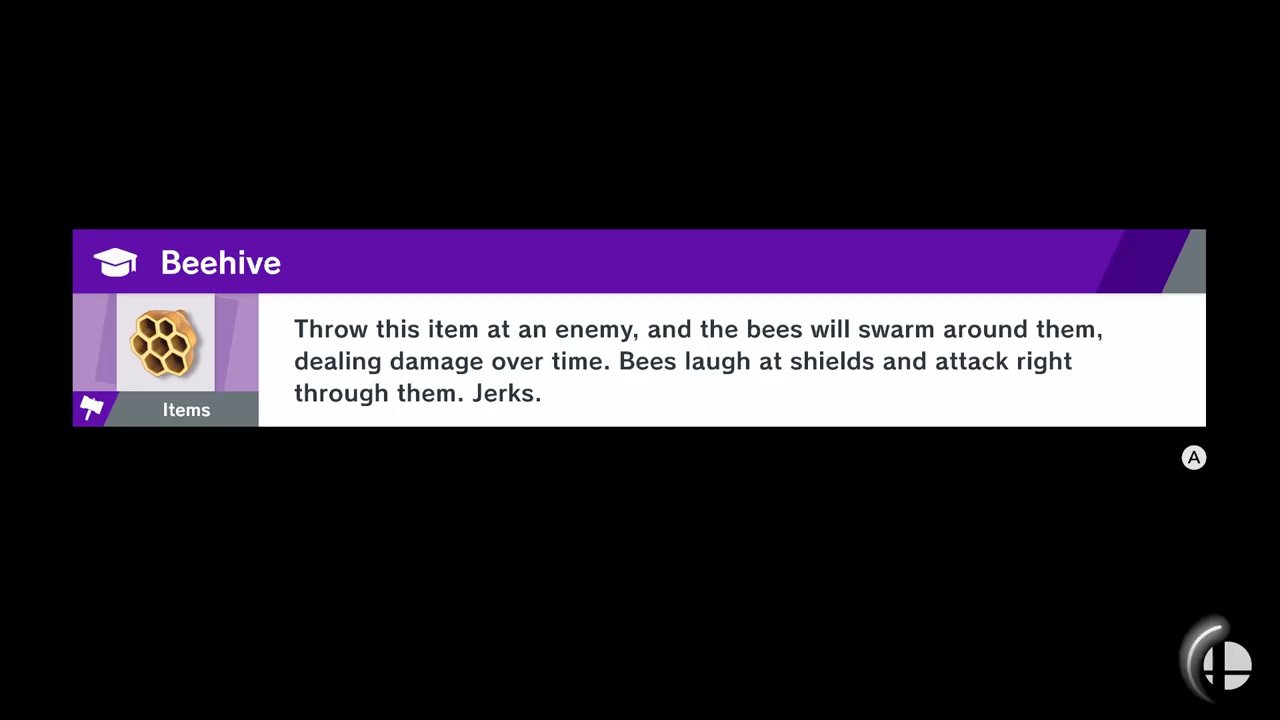 Beehive
Throw this item at an enemy, and the bees will swarm around them,
dealing damage over time. Bees laugh at shields and attack right
through them. Jerks.
Items
A